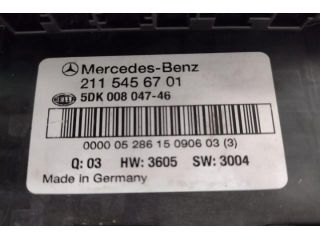 Mercedes-Benz
211 545 67 01
HELLA 5DK 008 047-46
0000 05 286 15 0906 03 (3)
Q: 03 HW: 3605 SW: 3004
Made in Germany